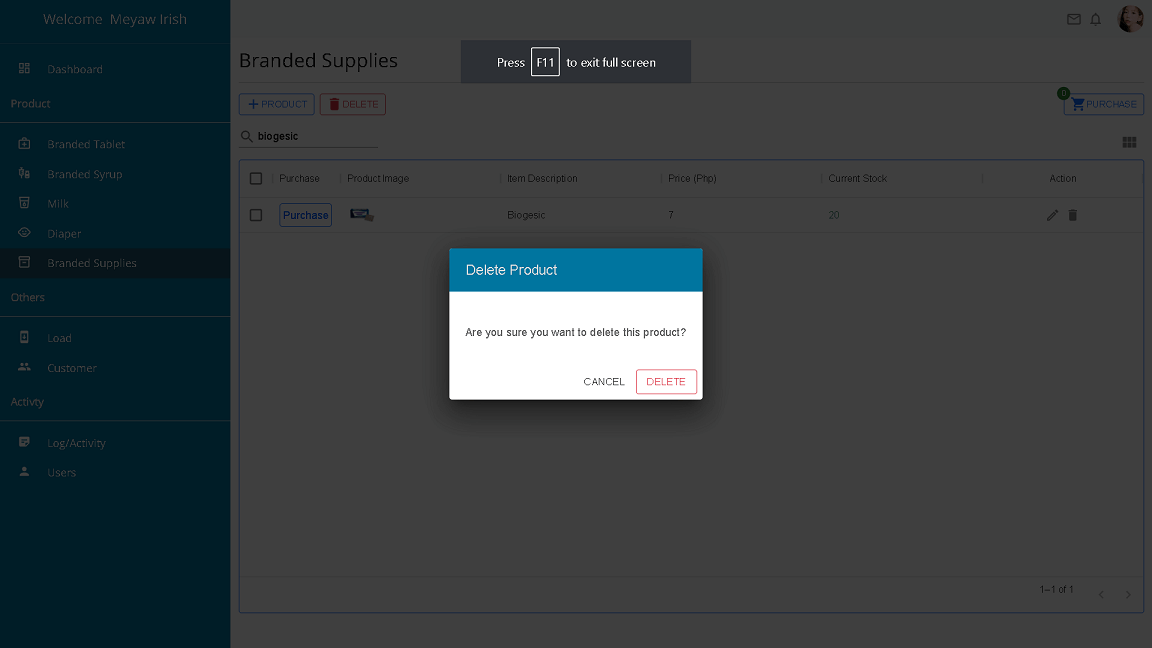 Welcome Meyaw Irish
Dashboard
Product
Branded Tablet
Branded Syrup
Milk
Diaper
Branded Supplies
Others
Load
Customer
Activty
Log/Activity
Users
Branded Supplies
Press F11 to exit full screen
PRODUCT
DELETE
0
PURCHASE
biogesic
Purchase Product Image Item Description Price (Php) Current Stock Action
Purchase Biogesic 7 20
Delete Product
Are you sure you want to delete this product?
CANCEL DELETE
1–1 of 1